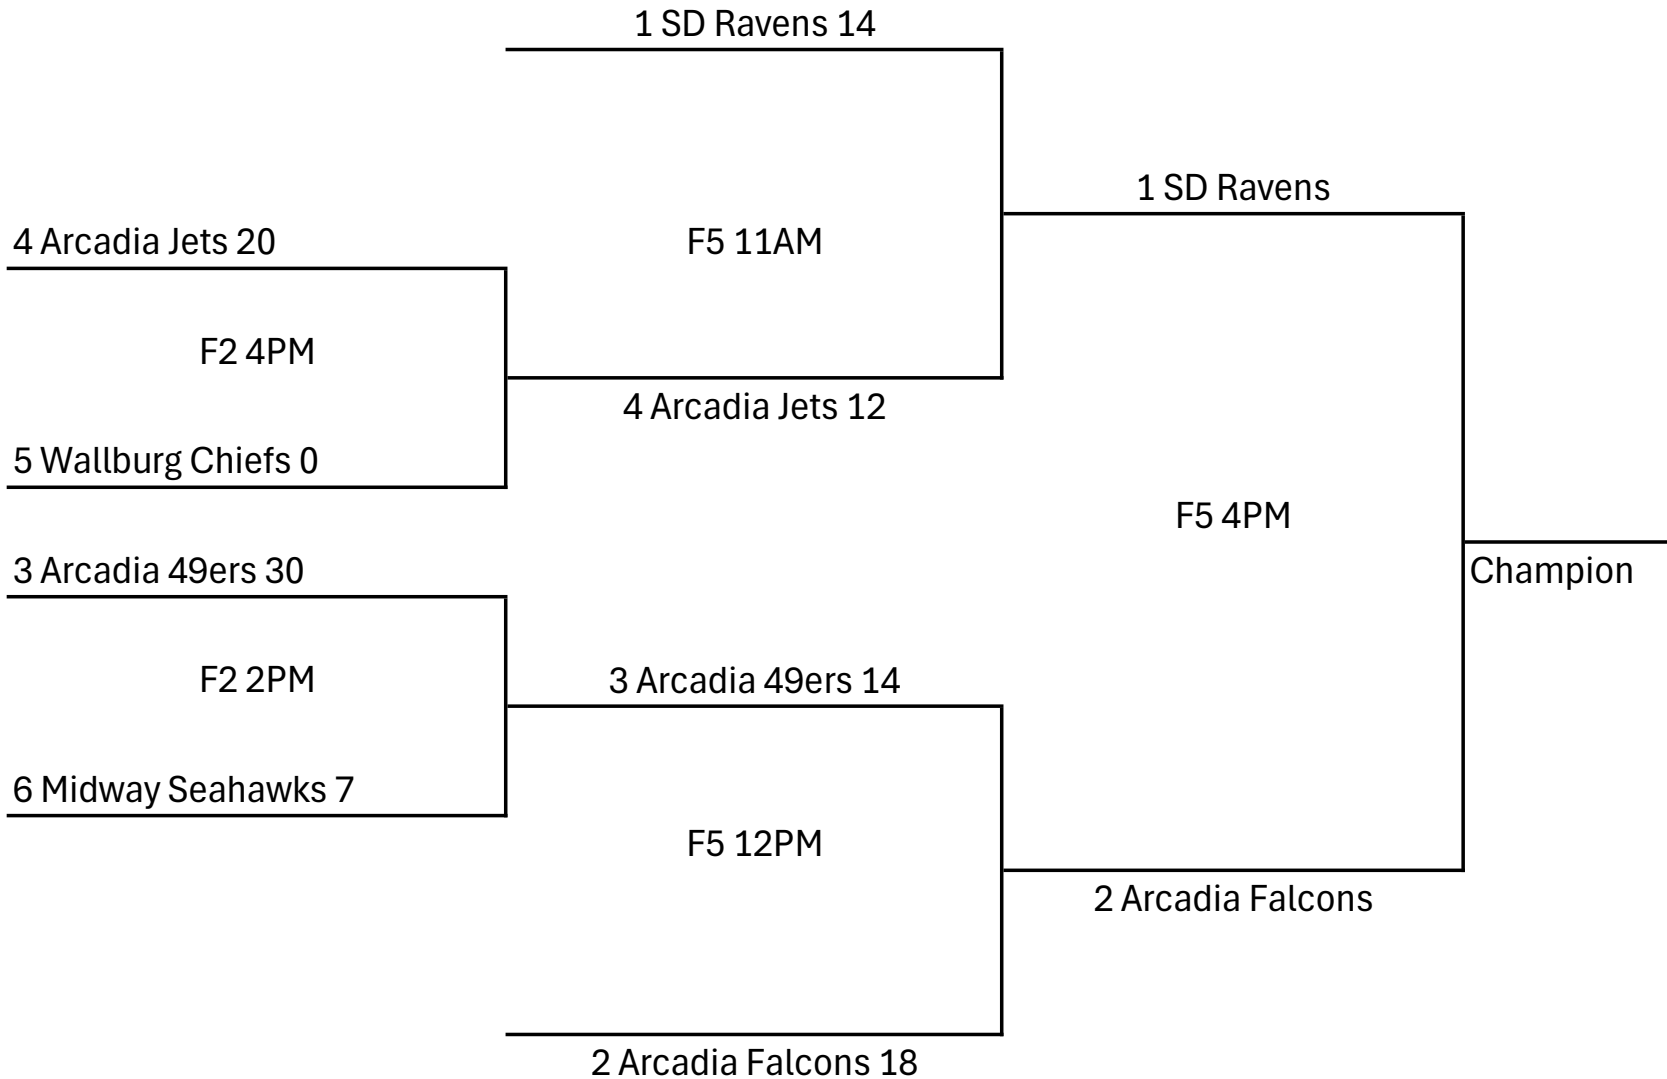 1 SD Ravens 14
1 SD Ravens
4 Arcadia Jets 20
F5 11AM
F2 4PM
4 Arcadia Jets 12
5 Wallburg Chiefs 0
F5 4PM
3 Arcadia 49ers 30
Champion
F2 2PM
3 Arcadia 49ers 14
6 Midway Seahawks 7
F5 12PM
2 Arcadia Falcons
2 Arcadia Falcons 18